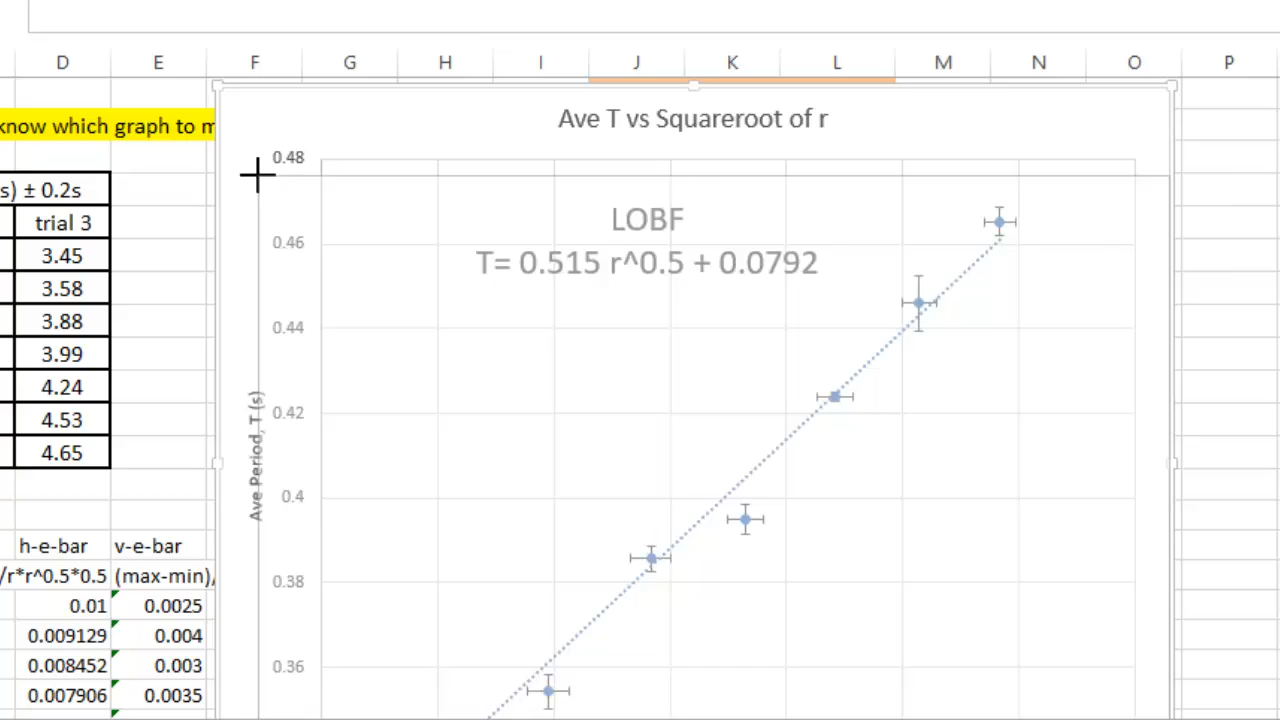 D E F G H I J K L M N O P
know which graph to m
Ave T vs Squareroot of r
s) ± 0.2s
trial 3
3.45
3.58
3.88
3.99
4.24
4.53
4.65
LOBF
T= 0.515 r^0.5 + 0.0792
0.48
0.46
0.44
0.42
0.4
0.38
0.36
Ave Period, T (s)
h-e-bar v-e-bar
/r*r^0.5*0.5 (max-min)/
0.01 0.0025
0.009129 0.004
0.008452 0.003
0.007906 0.0035